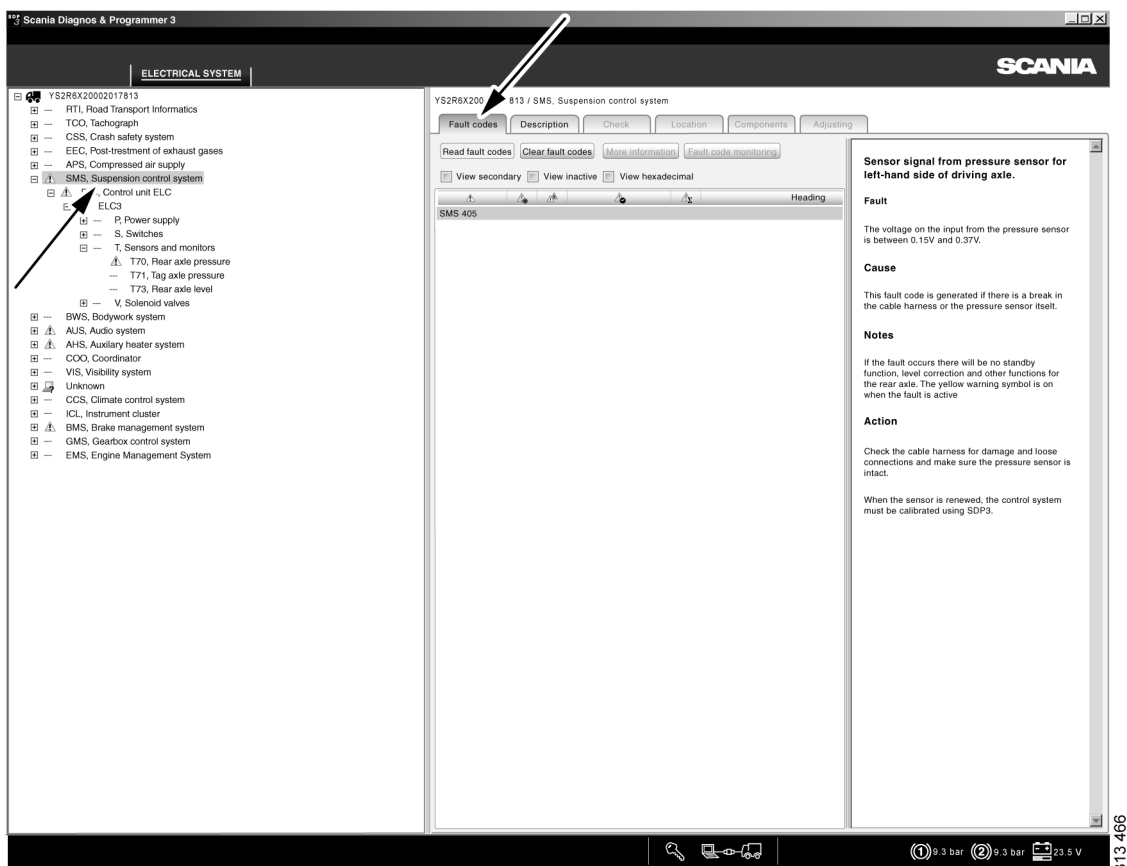 SDP 3 Scania Diagnos & Programmer 3
ELECTRICAL SYSTEM
SCANIA
YS2R6X20002017813
RTI, Road Transport Informatics
TCO, Tachograph
CSS, Crash safety system
EEC, Post-trestment of exhaust gases
APS, Compressed air supply
SMS, Suspension control system
, Control unit ELC
ELC3
P, Power supply
S, Switches
T, Sensors and monitors
T70, Rear axle pressure
T71, Tag axle pressure
T73, Rear axle level
V, Solenoid valves
BWS, Bodywork system
AUS, Audio system
AHS, Auxilary heater system
COO, Coordinator
VIS, Visibility system
Unknown
CCS, Climate control system
ICL, Instrument cluster
BMS, Brake management system
GMS, Gearbox control system
EMS, Engine Management System
YS2R6X200 813 / SMS, Suspension control system
Fault codes Description Check Location Components Adjusting
Read fault codes Clear fault codes More information Fault code monitoring
View secondary View inactive View hexadecimal
Heading
SMS 405
Sensor signal from pressure sensor for
left-hand side of driving axle.
Fault
The voltage on the input from the pressure sensor
is between 0.15V and 0.37V.
Cause
This fault code is generated if there is a break in
the cable harness or the pressure sensor itselt.
Notes
If the fault occurs there will be no standby
function, level correction and other functions for
the rear axle. The yellow warning symbol is on
when the fault is active
Action
Check the cable harness for damage and loose
connections and make sure the pressure sensor is
intact.
When the sensor is renewed, the control system
must be calibrated using SDP3.
1 9.3 bar 2 9.3 bar 23.5 V
313 466